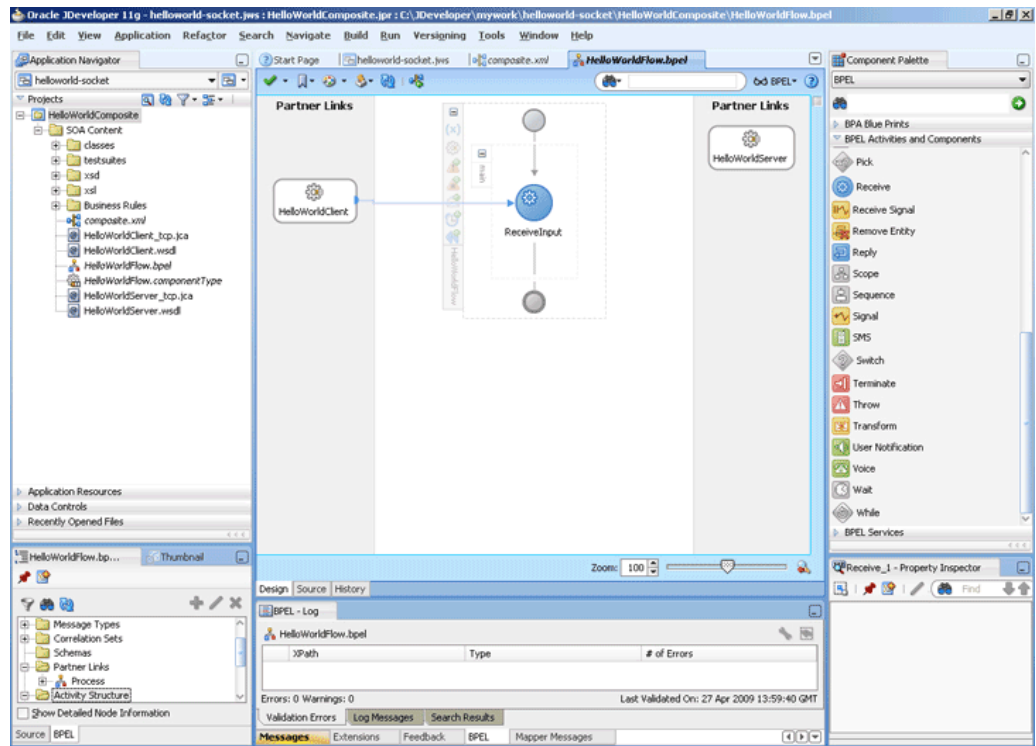 Oracle JDeveloper 11g - helloworld-socket.jws : HelloWorldComposite.jpr : C:\JDeveloper\mywork\helloworld-socket\HelloWorldComposite\HelloWorldFlow.bpel
File Edit View Application Refactor Search Navigate Build Run Versioning Tools Window Help
Application Navigator
helloworld-socket
Projects
HelloWorldComposite
SOA Content
classes
testsuites
xsd
xsl
Business Rules
composite.xml
HelloWorldClient_tcp.jca
HelloWorldClient.wsdl
HelloWorldFlow.bpel
HelloWorldFlow.componentType
HelloWorldServer_tcp.jca
HelloWorldServer.wsdl
Application Resources
Data Controls
Recently Opened Files
HelloWorldFlow.bp...
Thumbnail
Message Types
Correlation Sets
Schemas
Partner Links
Process
Activity Structure
Show Detailed Node Information
Source BPEL
Start Page helloworld-socket.jws composite.xml HelloWorldFlow.bpel
BPEL
Partner Links
Partner Links
(x)
main
HelloWorldServer
HelloWorldClient
ReceiveInput
HelloWorldFlow
Zoom: 100
Design Source History
BPEL - Log
HelloWorldFlow.bpel
XPath Type # of Errors
Errors: 0 Warnings: 0
Last Validated On: 27 Apr 2009 13:59:40 GMT
Validation Errors Log Messages Search Results
Messages Extensions Feedback BPEL Mapper Messages
Component Palette
BPEL
BPA Blue Prints
BPEL Activities and Components
Pick
Receive
Receive Signal
Remove Entity
Reply
Scope
Sequence
Signal
SMS
Switch
Terminate
Throw
Transform
User Notification
Voice
Wait
While
BPEL Services
Receive_1 - Property Inspector
Find